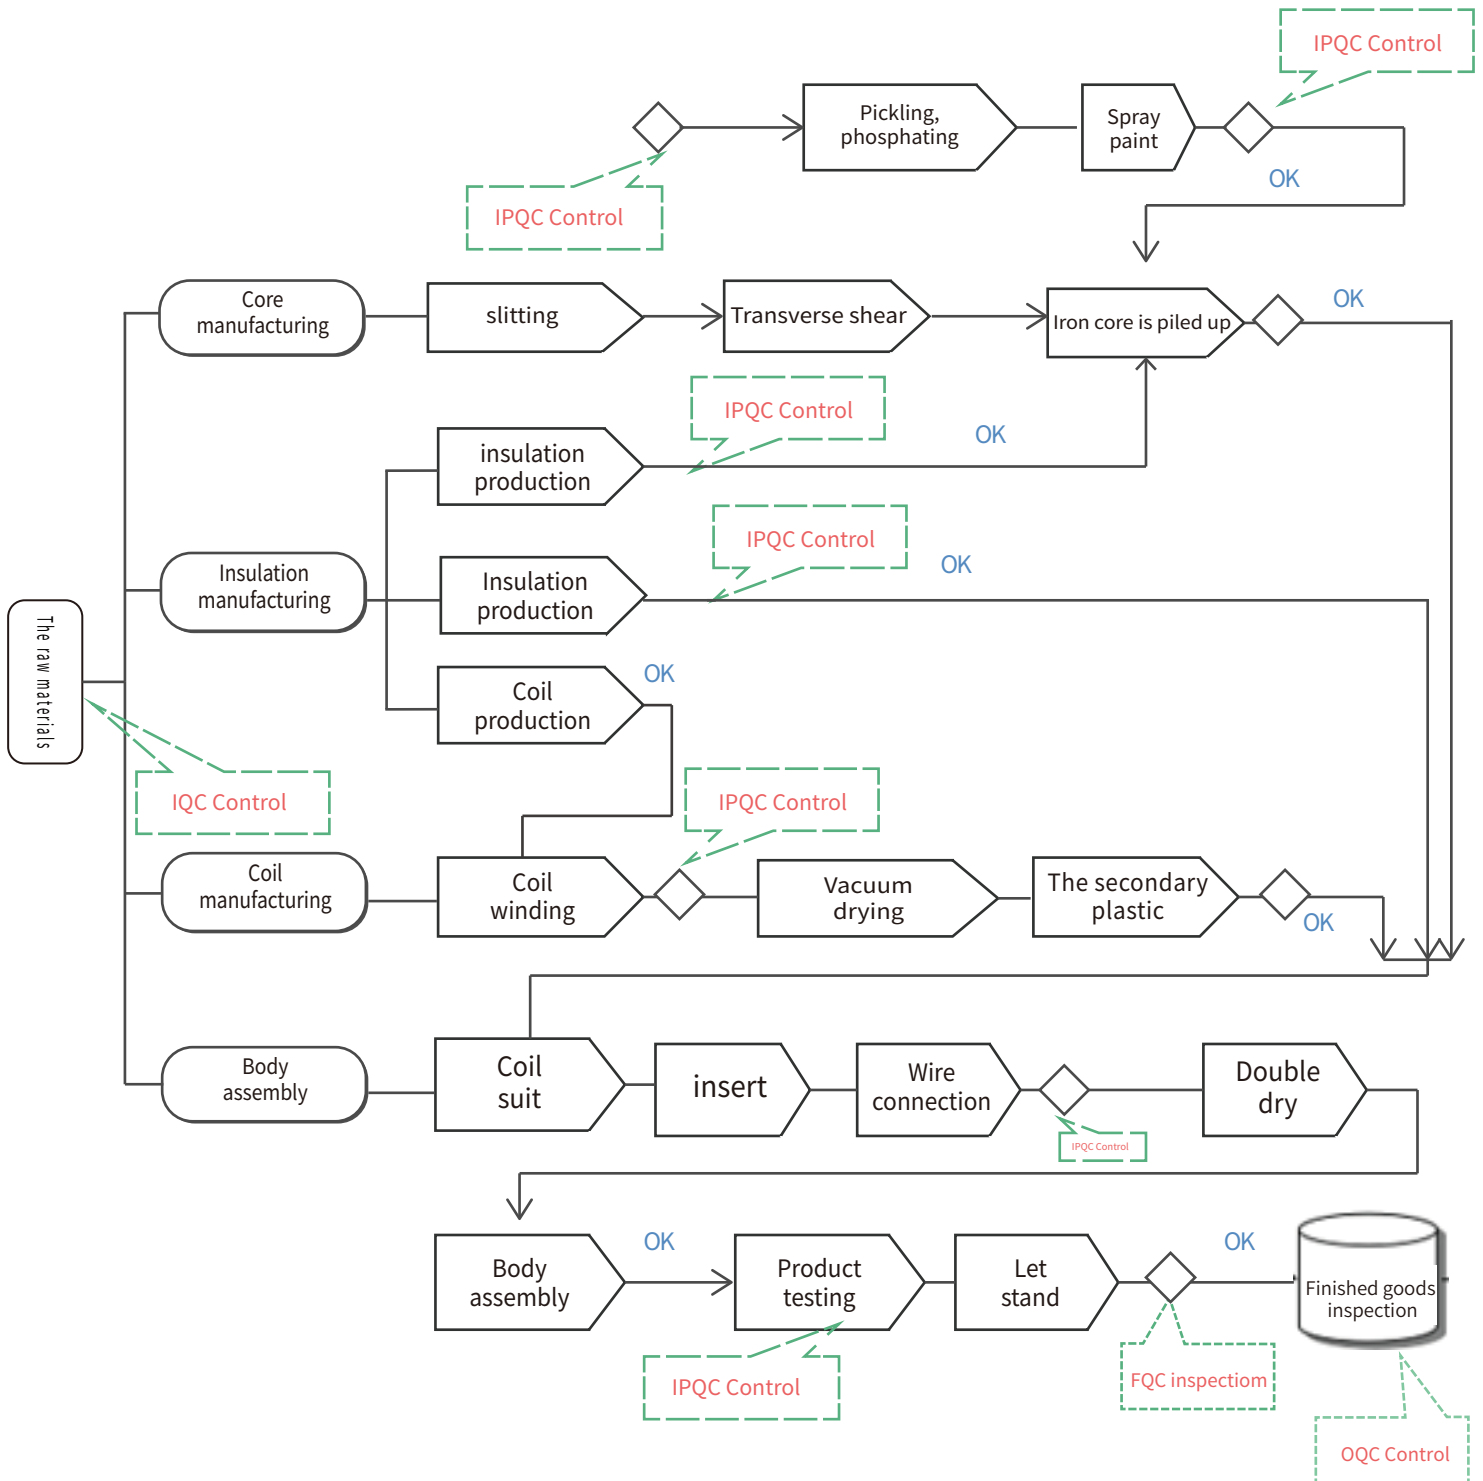 IPQC Control
Pickling,
phosphating
Spray
paint
OK
IPQC Control
Core
manufacturing
slitting
Transverse shear
Iron core is piled up
OK
IPQC Control
OK
insulation
production
IPQC Control
OK
Insulation
manufacturing
Insulation
production
The raw materials
OK
Coil
production
IQC Control
IPQC Control
Coil
manufacturing
Coil
winding
Vacuum
drying
The secondary
plastic
OK
Body
assembly
Coil
suit
insert
Wire
connection
Double
dry
IPQC Control
Body
assembly
OK
Product
testing
Let
stand
OK
Finished goods
inspection
IPQC Control
FQC inspectiom
OQC Control